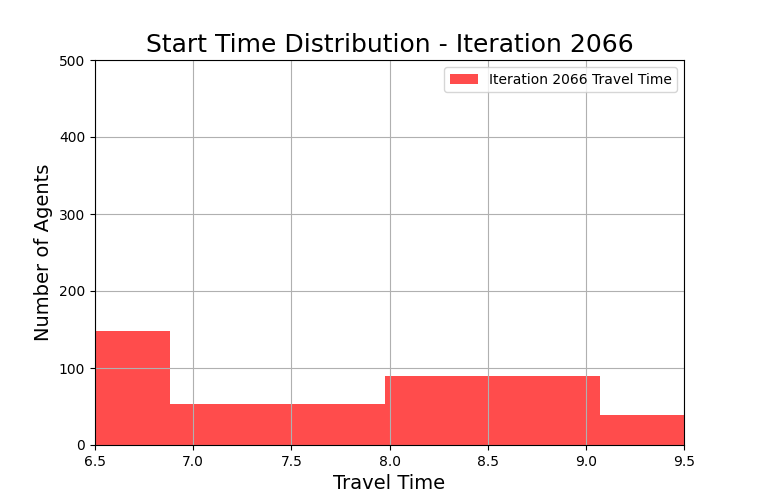 Start Time Distribution - Iteration 2066
Iteration 2066 Travel Time
500
400
300
200
100
0
Number of Agents
6.5 7.0 7.5 8.0 8.5 9.0 9.5
Travel Time